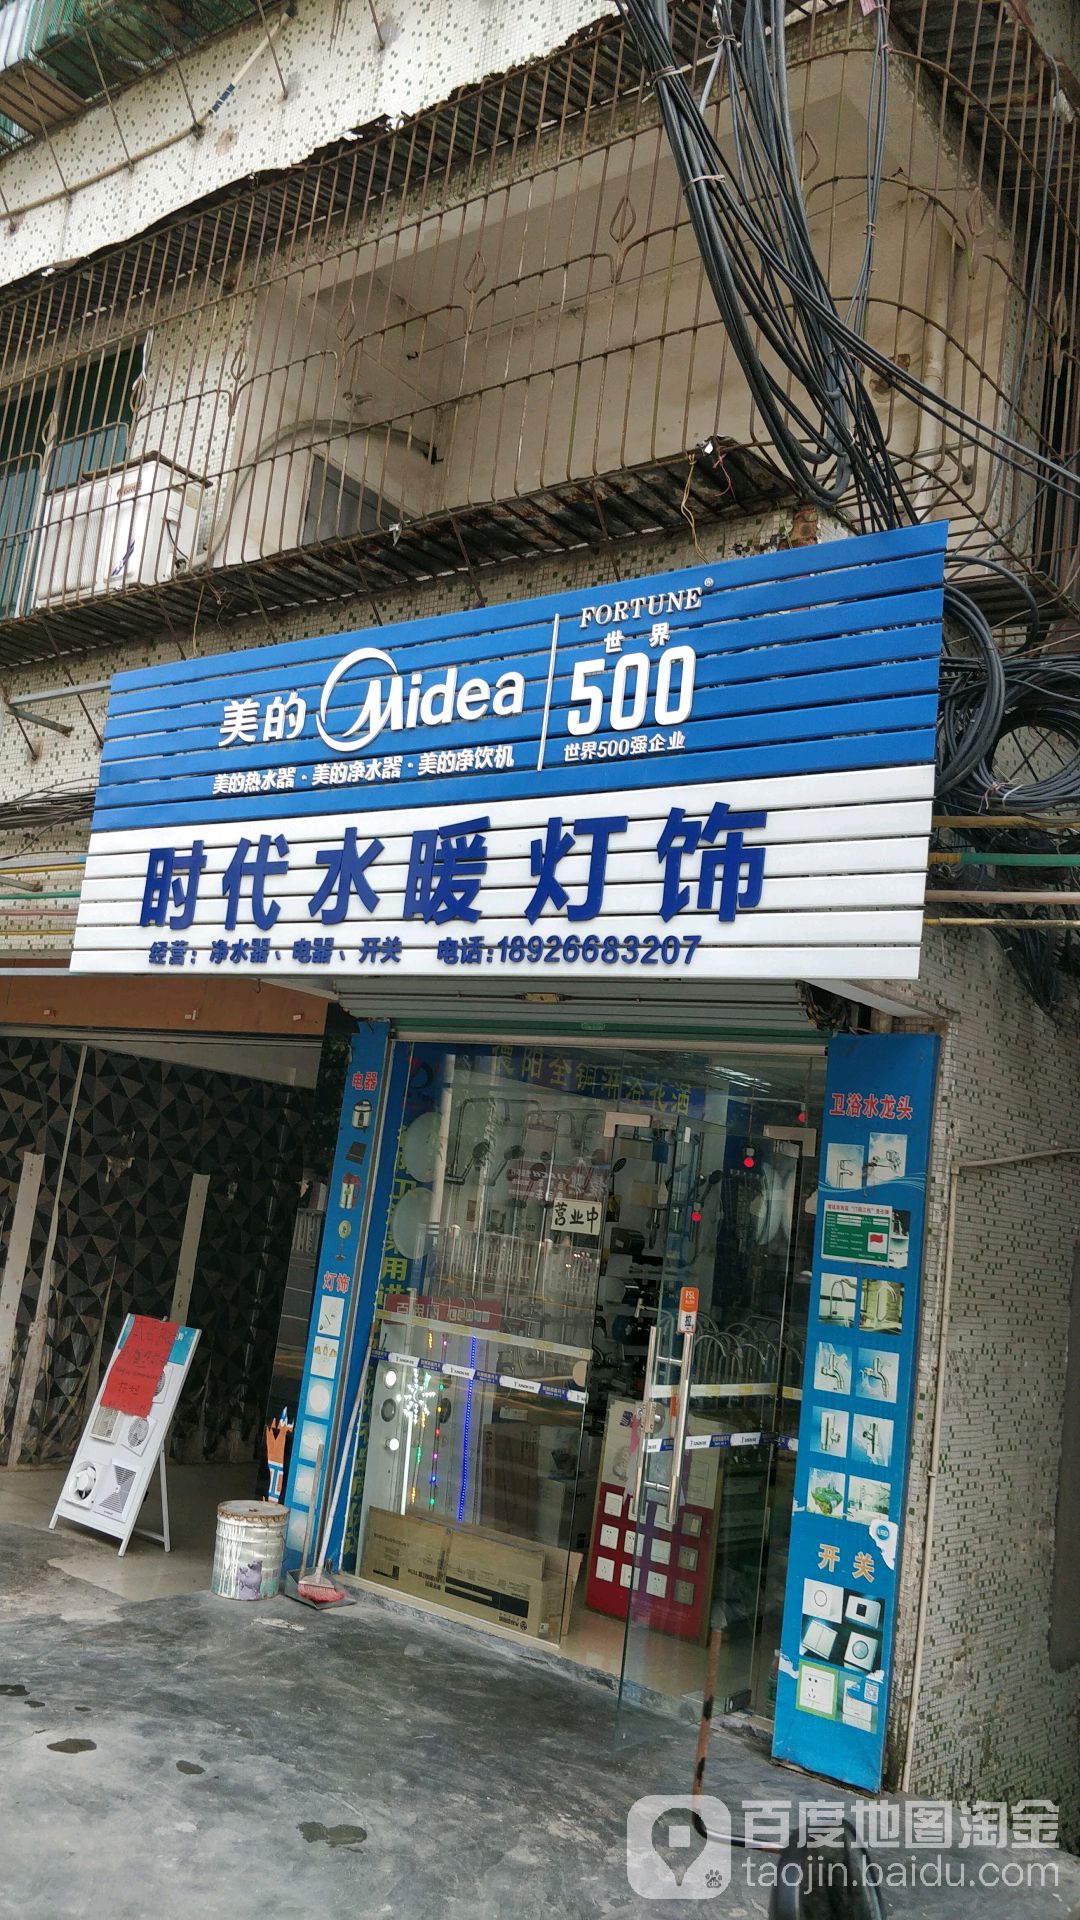 FORTUNE®
世界
美的 Midea 500
美的热水器·美的净水器·美的净饮机 世界500强企业
时代水暖灯饰
经营：净水器、电器、开关 电话：18926683207
电器
卫浴水龙头
营业中
灯饰
FSL
拉
开关
百度地图淘金
taojin.baidu.com